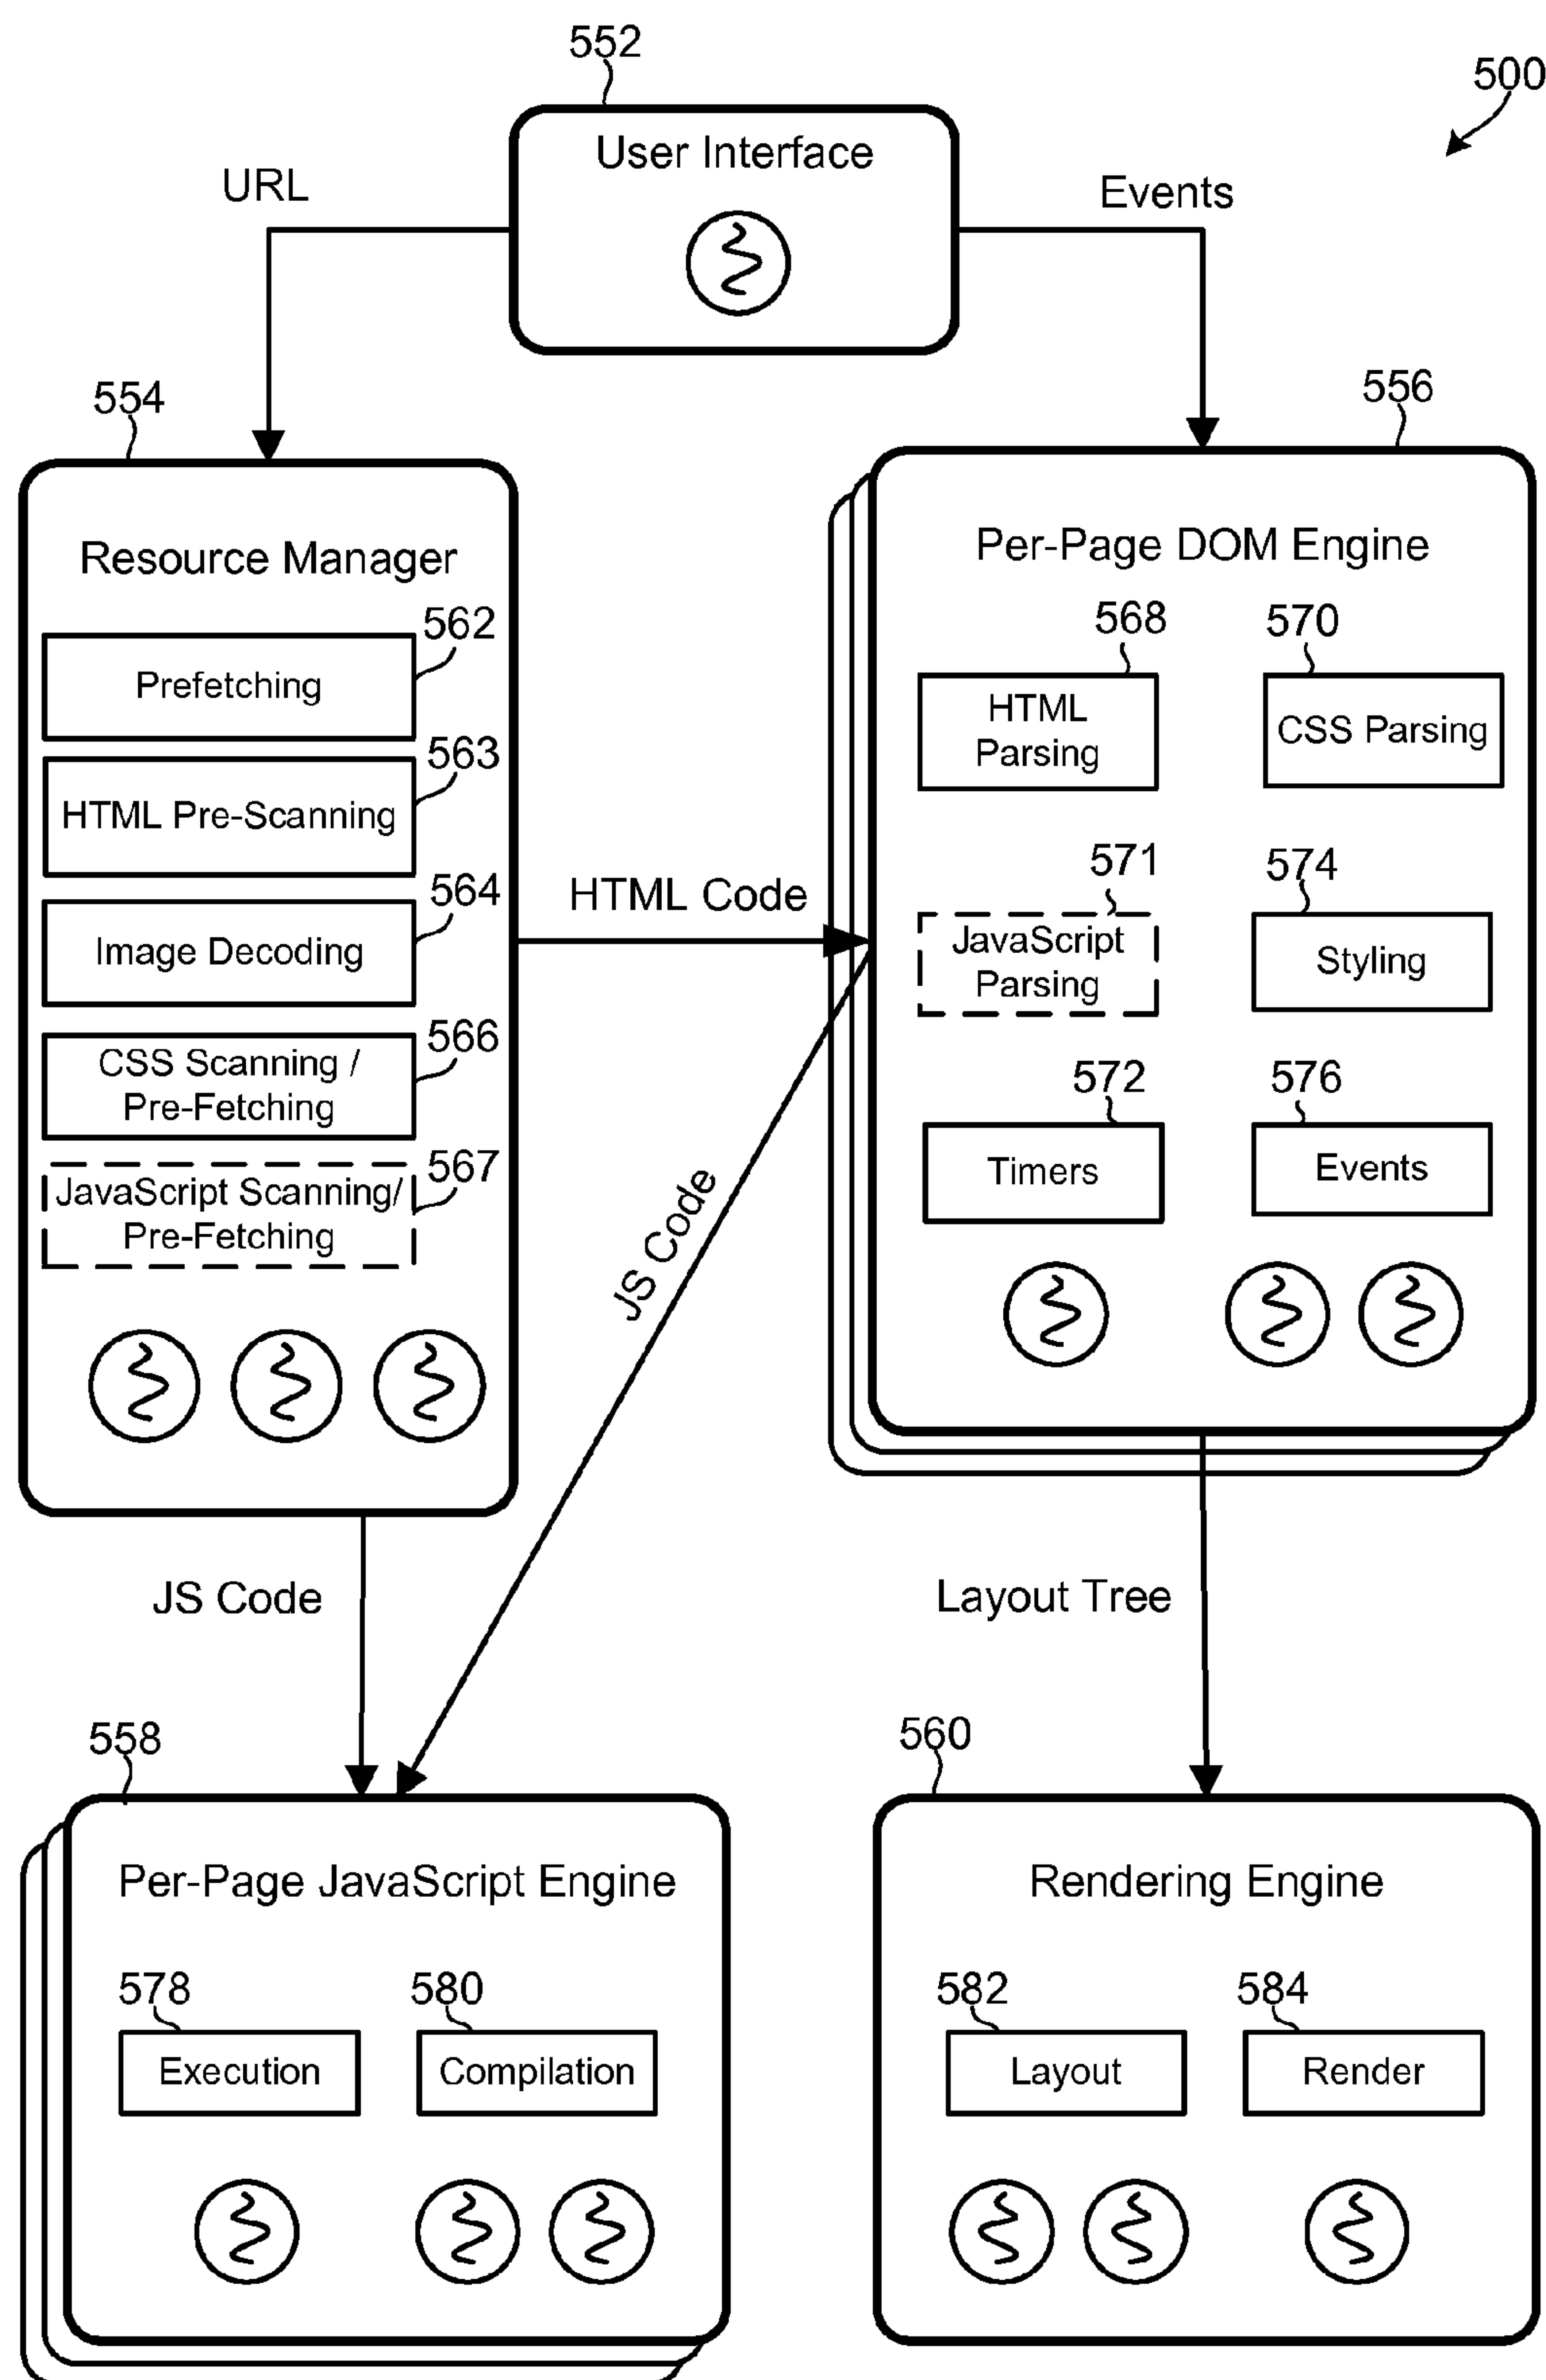 552
500
User Interface
URL
Events
554
556
Resource Manager
Per-Page DOM Engine
562
Prefetching
563
HTML Pre-Scanning
564
Image Decoding
566
CSS Scanning /
Pre-Fetching
567
JavaScript Scanning/
Pre-Fetching
HTML Code
568
HTML
Parsing
570
CSS Parsing
571
JavaScript
Parsing
574
Styling
572
Timers
576
Events
JS Code
JS Code
Layout Tree
558
560
Per-Page JavaScript Engine
578
Execution
580
Compilation
Rendering Engine
582
Layout
584
Render